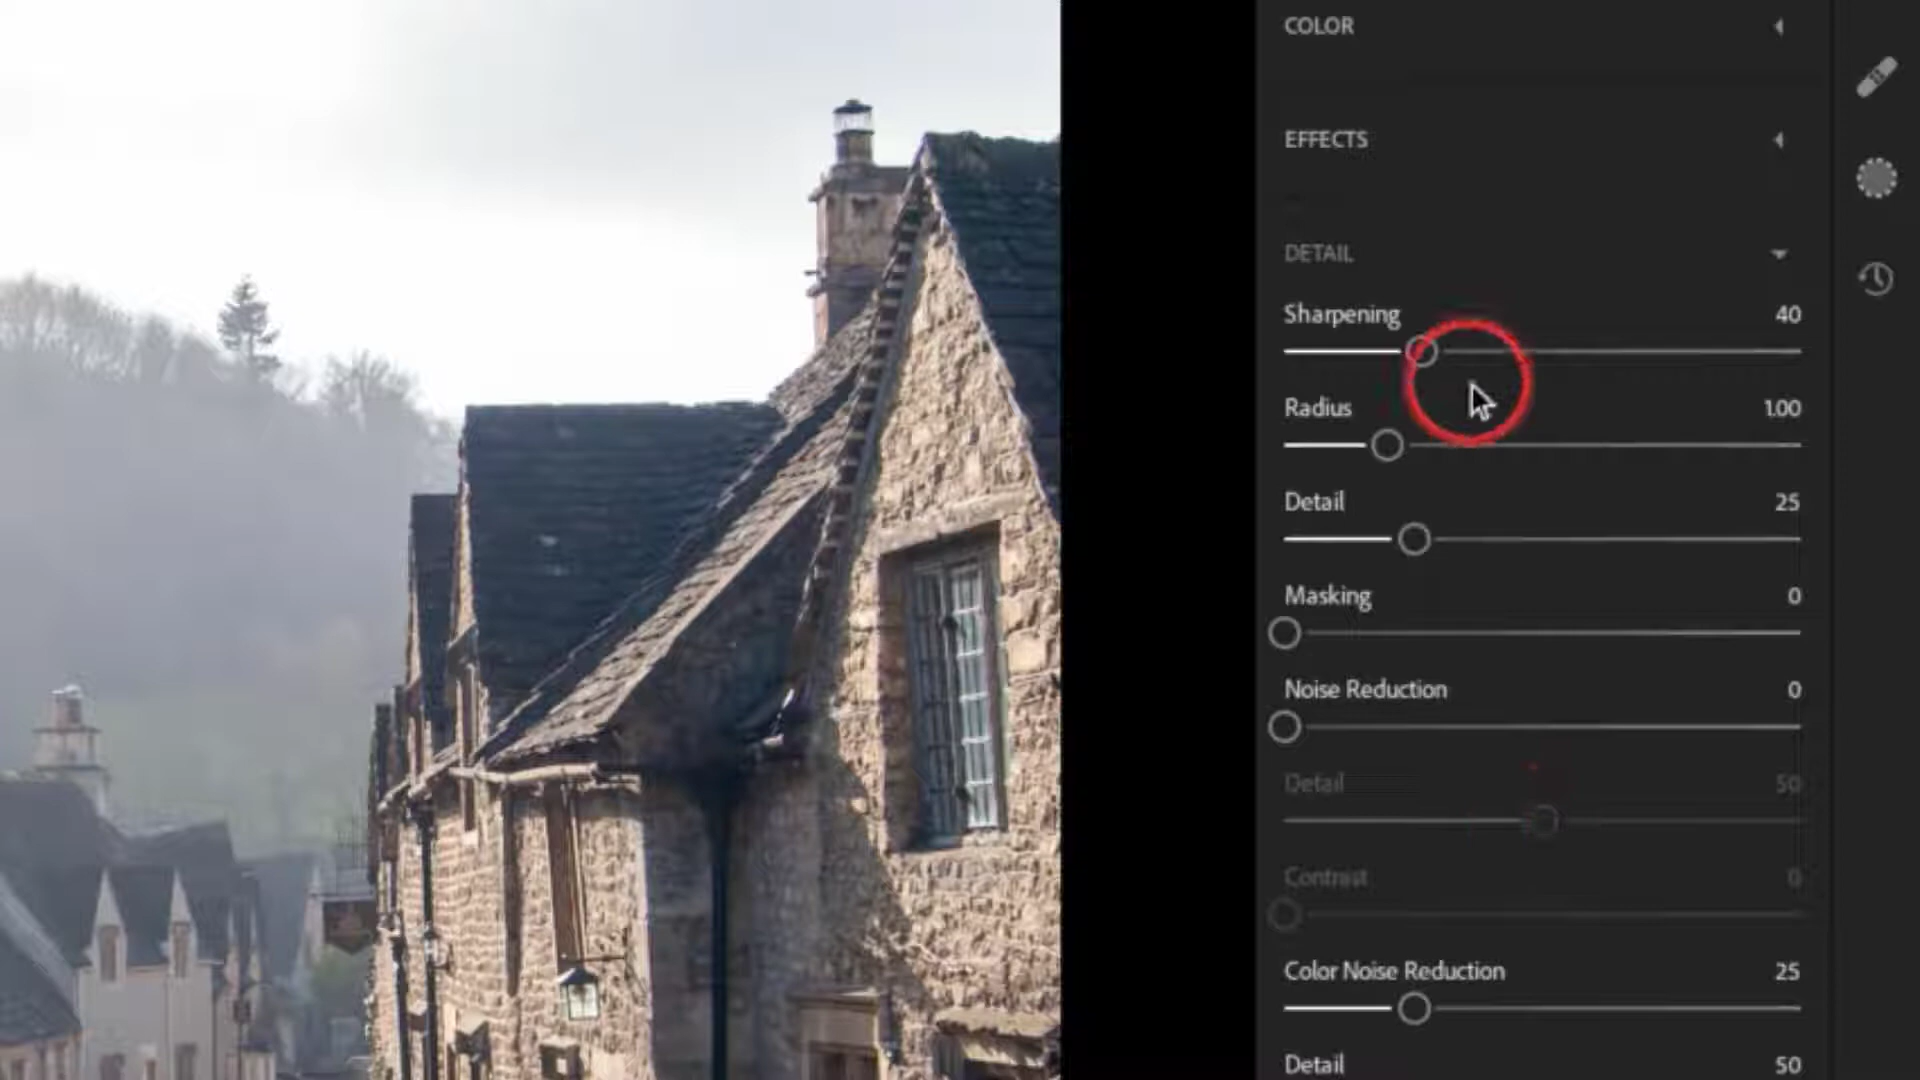 COLOR
EFFECTS
DETAIL
Sharpening 40
Radius 1.00
Detail 25
Masking 0
Noise Reduction 0
Detail 50
Contrast 0
Color Noise Reduction 25
Detail 50